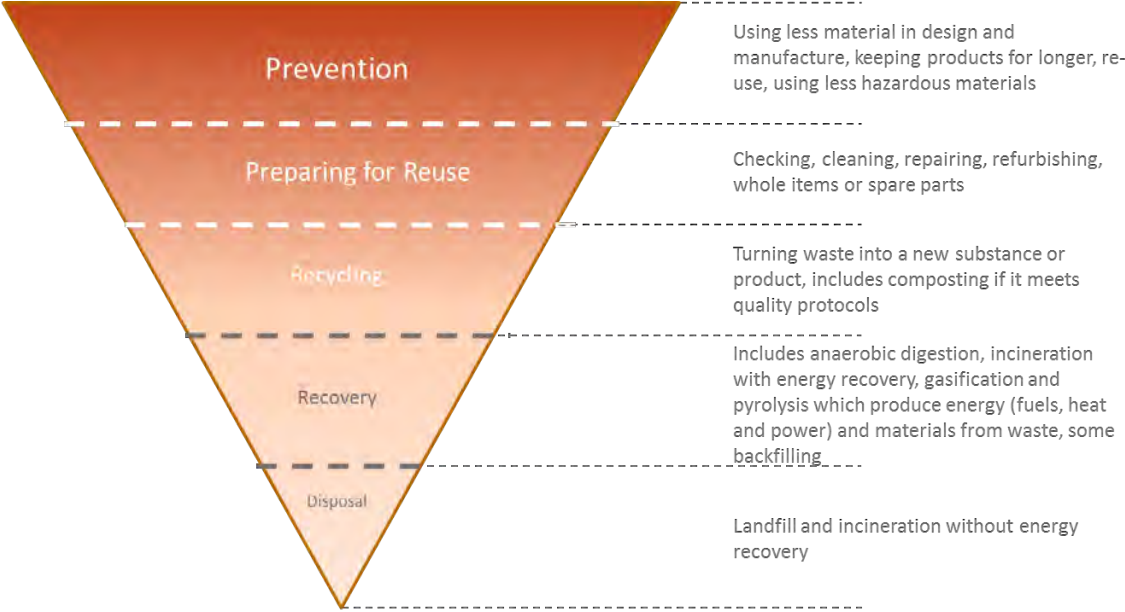 Prevention
Using less material in design and
manufacture, keeping products for longer, re-
use, using less hazardous materials
Preparing for Reuse
Checking, cleaning, repairing, refurbishing,
whole items or spare parts
Recycling
Turning waste into a new substance or
product, includes composting if it meets
quality protocols
Recovery
Includes anaerobic digestion, incineration
with energy recovery, gasification and
pyrolysis which produce energy (fuels, heat
and power) and materials from waste, some
backfilling
Disposal
Landfill and incineration without energy
recovery